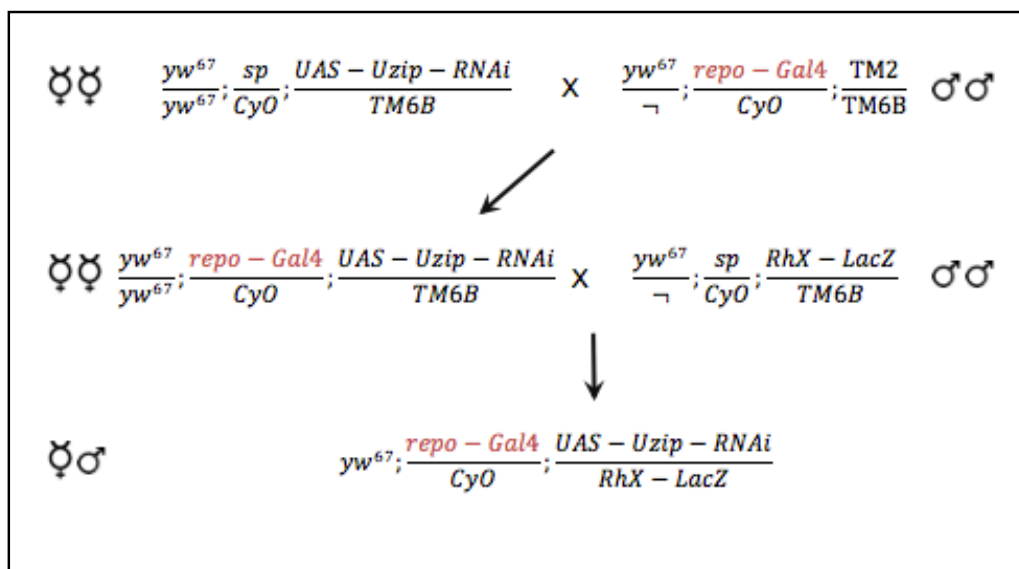 ☿☿ yw⁶⁷/yw⁶⁷; sp/CyO; UAS − Uzip − RNAi/TM6B x yw⁶⁷/¬; repo − Gal4/CyO; TM2/TM6B ♂♂
☿☿ yw⁶⁷/yw⁶⁷; repo − Gal4/CyO; UAS − Uzip − RNAi/TM6B x yw⁶⁷/¬; sp/CyO; RhX − LacZ/TM6B ♂♂
☿♂ yw⁶⁷; repo − Gal4/CyO; UAS − Uzip − RNAi/RhX − LacZ